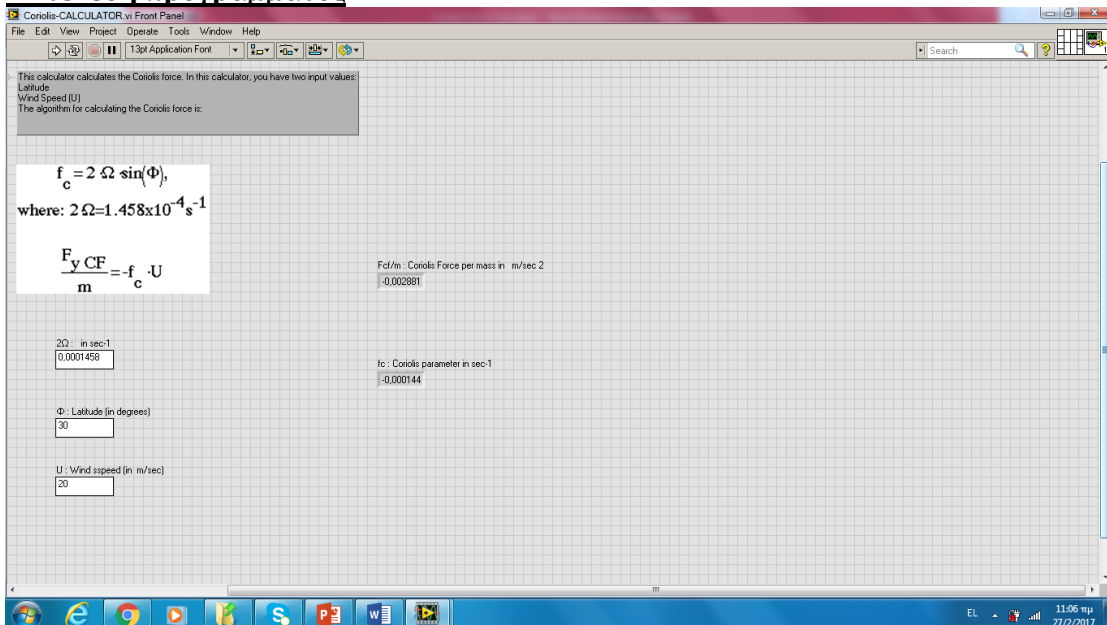 Coriolis-CALCULATOR.vi Front Panel
File Edit View Project Operate Tools Window Help
13pt Application Font
Search
This calculator calculates the Coriolis force. In this calculator, you have two input values:
Latitude
Wind Speed (U)
The algorithm for calculating the Coriolis force is:
f_c = 2·Ω·sin(Φ),
where: 2Ω=1.458x10^-4 s^-1
F_y CF / m = -f_c ·U
Fcf/m : Coriolis Force per mass in m/sec 2
-0,002881
2Ω : in sec-1
0,0001458
fc : Coriolis parameter in sec-1
-0,000144
Φ : Latitude (in degrees)
30
U : Wind sspeed (in m/sec)
20
EL
11:06 πμ
27/2/2017